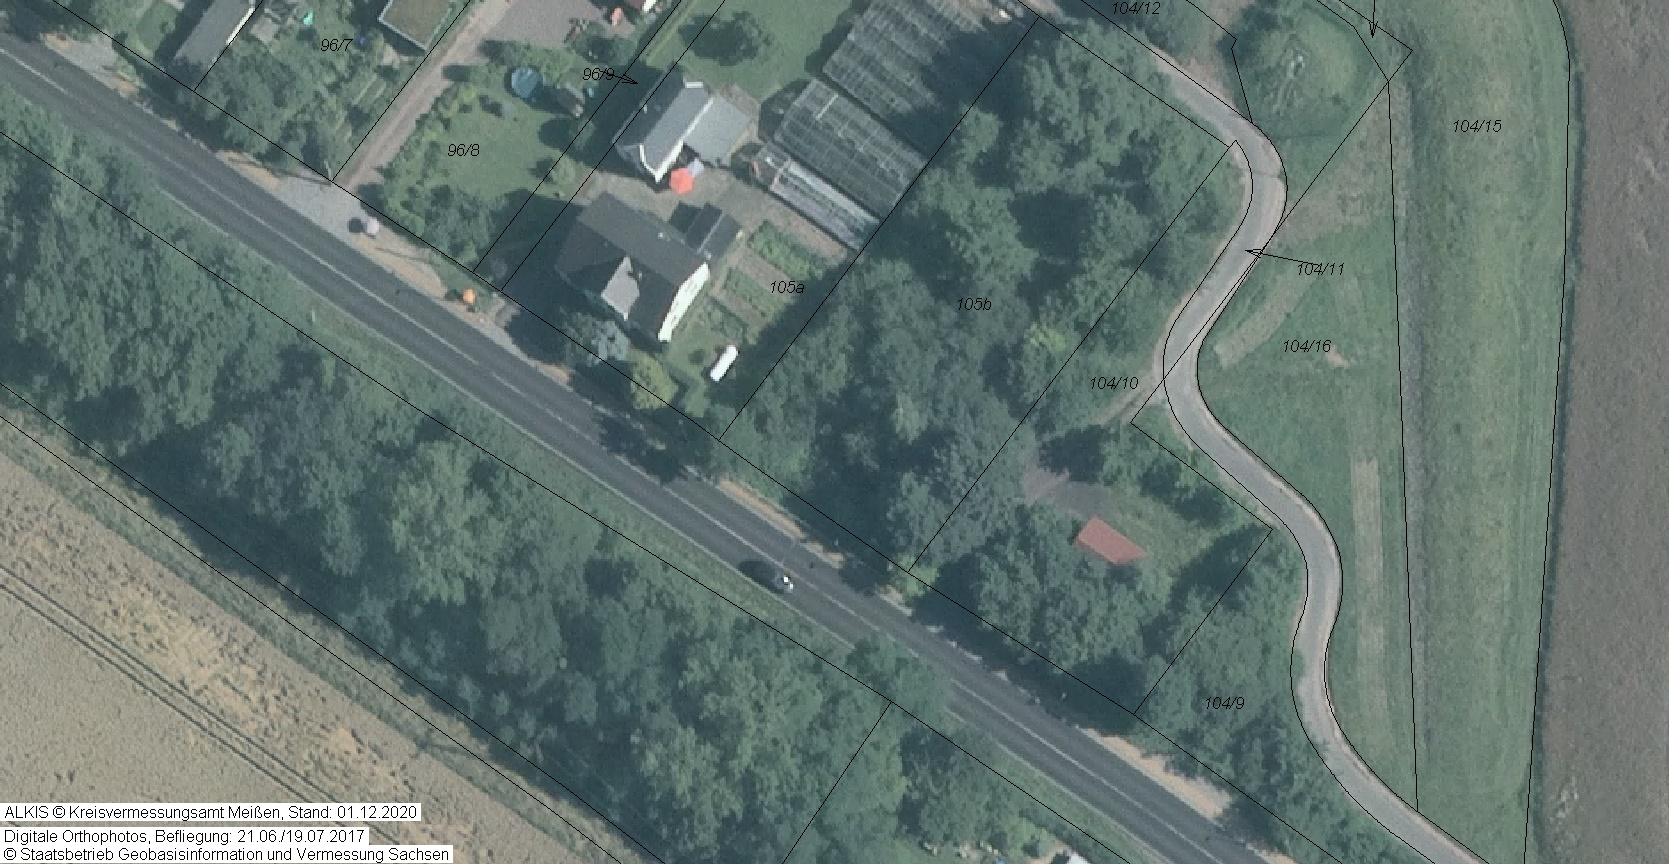 104/12
96/7
96/9
104/15
96/8
104/11
105a
105b
104/16
104/10
104/9
ALKIS © Kreisvermessungsamt Meißen, Stand: 01.12.2020
Digitale Orthophotos, Befliegung: 21.06./19.07.2017
© Staatsbetrieb Geobasisinformation und Vermessung Sachsen